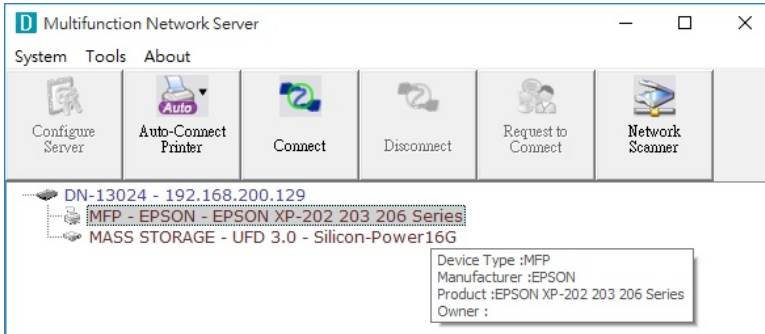 D Multifunction Network Server
System Tools About
Configure Server
Auto
Auto-Connect Printer
Connect
Disconnect
Request to Connect
Network Scanner
DN-13024 - 192.168.200.129
MFP - EPSON - EPSON XP-202 203 206 Series
MASS STORAGE - UFD 3.0 - Silicon-Power16G
Device Type :MFP
Manufacturer :EPSON
Product :EPSON XP-202 203 206 Series
Owner :